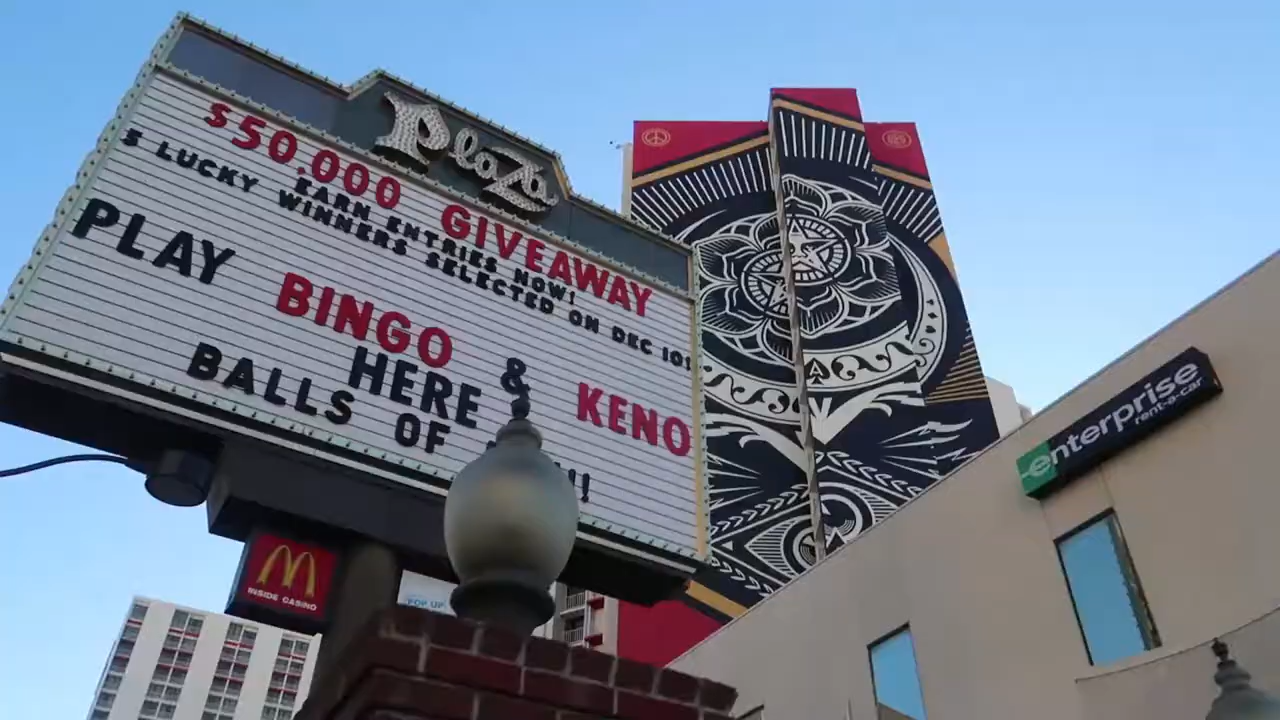 Plaza
$50,000 GIVEAWAY
EARN ENTRIES NOW!
5 LUCKY WINNERS SELECTED ON DEC 10!
PLAY BINGO & KENO
HERE
BALLS OF
INSIDE CASINO
POP UP
enterprise
rent-a-car